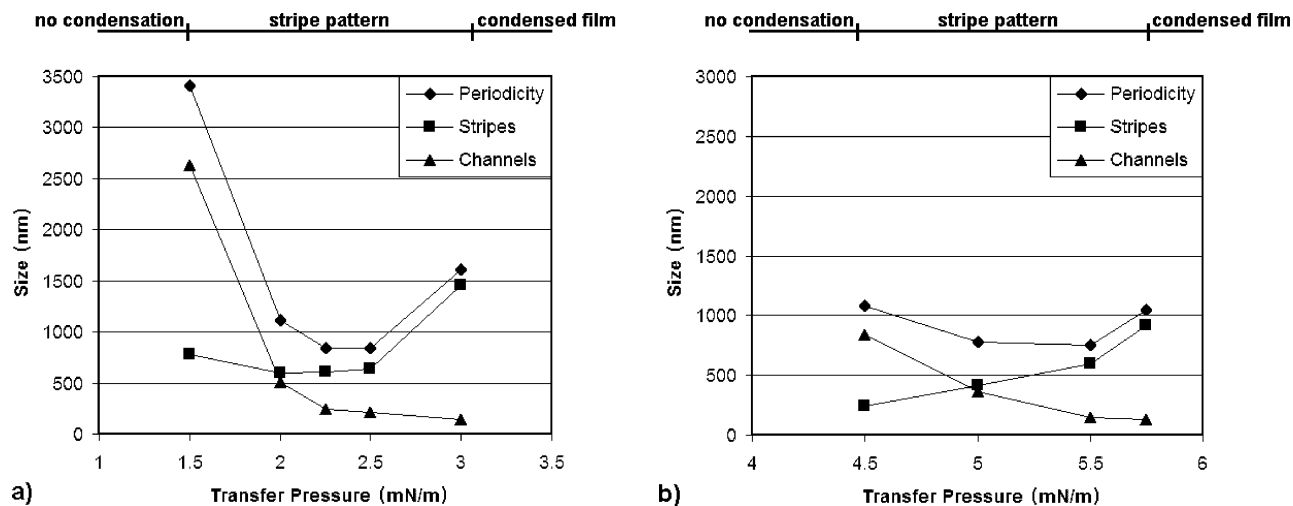 no condensation stripe pattern condensed film
3500
3000
2500
2000
1500
1000
500
0
Size (nm)
Periodicity
Stripes
Channels
1 1.5 2 2.5 3 3.5
Transfer Pressure (mN/m)
a)
no condensation stripe pattern condensed film
3000
2500
2000
1500
1000
500
0
Size (nm)
Periodicity
Stripes
Channels
4 4.5 5 5.5 6
Transfer Pressure (mN/m)
b)